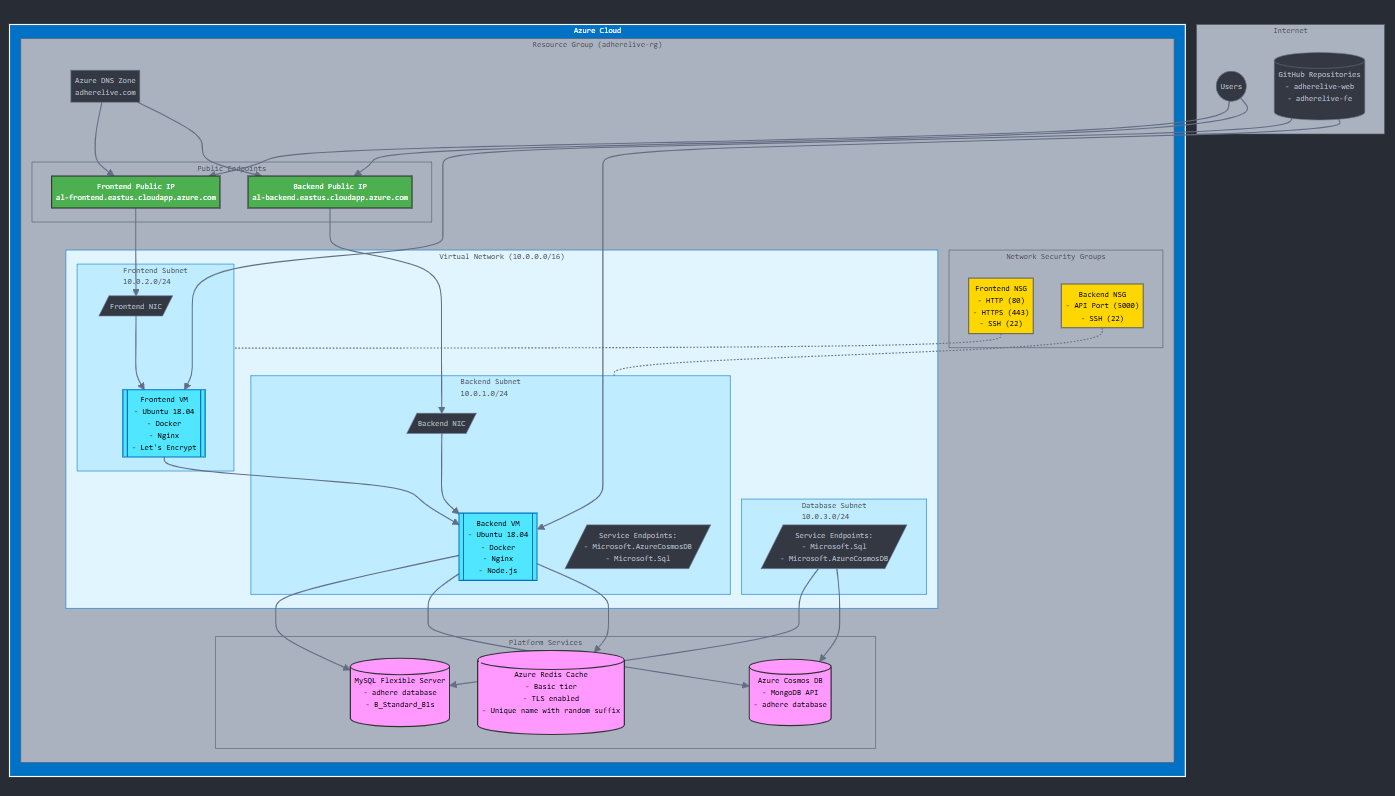 Azure Cloud
Resource Group (adherelive-rg)
Internet
Azure DNS Zone
adherelive.com
Users
GitHub Repositories
- adherelive-web
- adherelive-fe
Public Endpoints
Frontend Public IP
al-frontend.eastus.cloudapp.azure.com
Backend Public IP
al-backend.eastus.cloudapp.azure.com
Virtual Network (10.0.0.0/16)
Network Security Groups
Frontend NSG
- HTTP (80)
- HTTPS (443)
- SSH (22)
Backend NSG
- API Port (5000)
- SSH (22)
Frontend Subnet
10.0.2.0/24
Frontend NIC
Frontend VM
- Ubuntu 18.04
- Docker
- Nginx
- Let's Encrypt
Backend Subnet
10.0.1.0/24
Backend NIC
Backend VM
- Ubuntu 18.04
- Docker
- Nginx
- Node.js
Service Endpoints:
- Microsoft.AzureCosmosDB
- Microsoft.Sql
Database Subnet
10.0.3.0/24
Service Endpoints:
- Microsoft.Sql
- Microsoft.AzureCosmosDB
Platform Services
MySQL Flexible Server
- adhere database
- B_Standard_B1s
Azure Redis Cache
- Basic tier
- TLS enabled
- Unique name with random suffix
Azure Cosmos DB
- MongoDB API
- adhere database